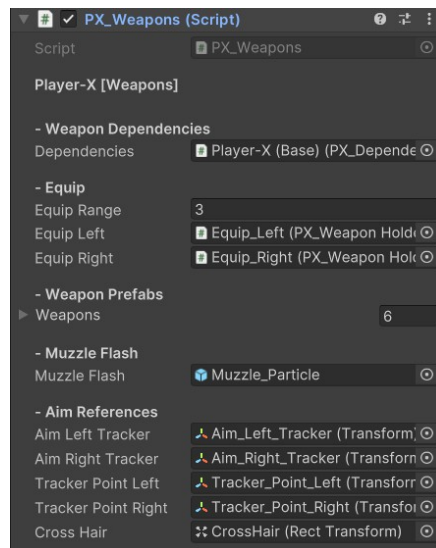 PX_Weapons (Script)
Script PX_Weapons
Player-X [Weapons]
- Weapon Dependencies
Dependencies Player-X (Base) (PX_Depende
- Equip
Equip Range 3
Equip Left Equip_Left (PX_Weapon Hold
Equip Right Equip_Right (PX_Weapon Hol
- Weapon Prefabs
Weapons 6
- Muzzle Flash
Muzzle Flash Muzzle_Particle
- Aim References
Aim Left Tracker Aim_Left_Tracker (Transform)
Aim Right Tracker Aim_Right_Tracker (Transforn
Tracker Point Left Tracker_Point_Left (Transforr
Tracker Point Right Tracker_Point_Right (Transfor
Cross Hair CrossHair (Rect Transform)